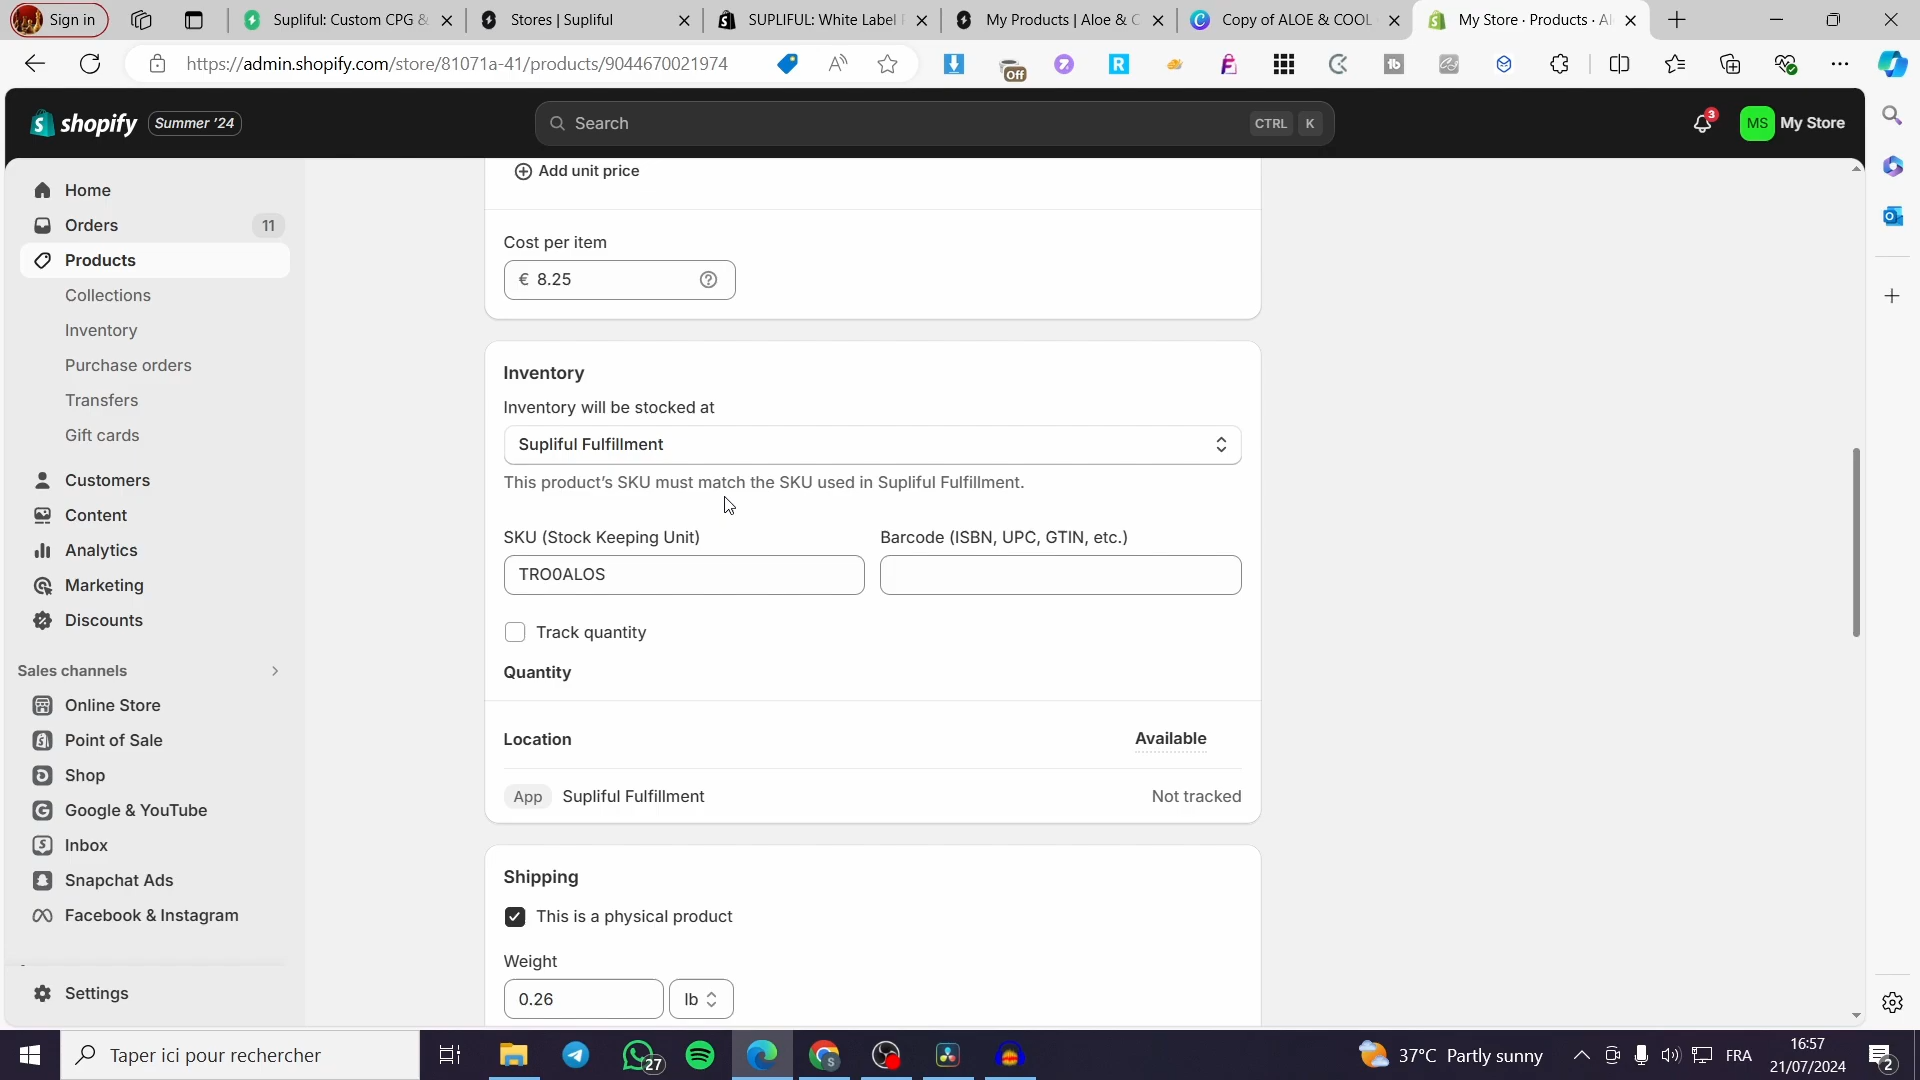 Sign in
Supliful: Custom CPG &
Stores | Supliful
SUPLIFUL: White Label
My Products | Aloe & C
Copy of ALOE & COOL
My Store · Products · Al
https://admin.shopify.com/store/81071a-41/products/9044670021974
Off
shopify
Summer '24
Search
CTRL
K
3
MS
My Store
Home
Orders
11
Products
Collections
Inventory
Purchase orders
Transfers
Gift cards
Customers
Content
Analytics
Marketing
Discounts
Sales channels
Online Store
Point of Sale
Shop
Google & YouTube
Inbox
Snapchat Ads
Facebook & Instagram
Settings
Add unit price
Cost per item
€ 8.25
Inventory
Inventory will be stocked at
Supliful Fulfillment
This product's SKU must match the SKU used in Supliful Fulfillment.
SKU (Stock Keeping Unit)
Barcode (ISBN, UPC, GTIN, etc.)
TRO0ALOS
Track quantity
Quantity
Location
Available
App
Supliful Fulfillment
Not tracked
Shipping
This is a physical product
Weight
0.26
lb
Taper ici pour rechercher
27
37°C Partly sunny
FRA
16:57
21/07/2024
2